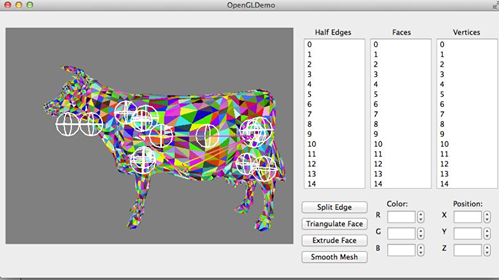 OpenGLDemo
Half Edges Faces Vertices
0 0 0
1 1 1
2 2 2
3 3 3
4 4 4
5 5 5
6 6 6
7 7 7
8 8 8
9 9 9
10 10 10
11 11 11
12 12 12
13 13 13
14 14 14
Split Edge
Triangulate Face
Extrude Face
Smooth Mesh
Color: Position:
R X
G Y
B Z